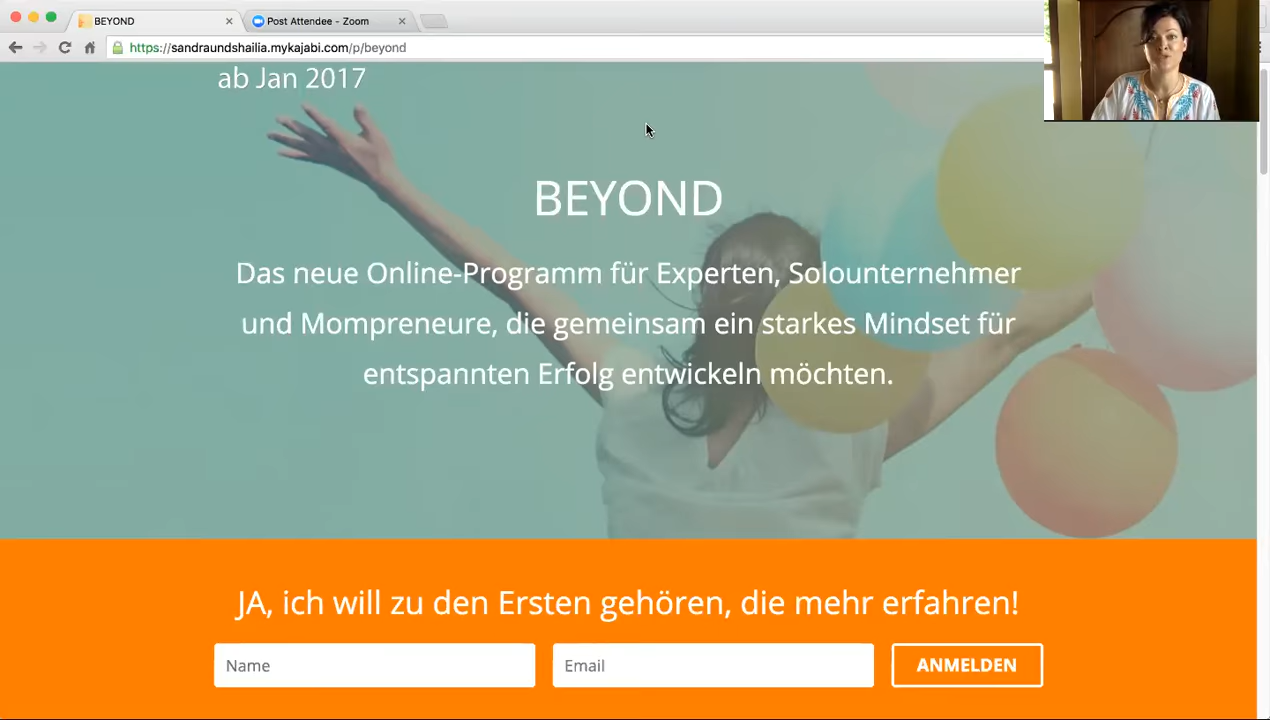 BEYOND
Post Attendee - Zoom
https://sandraundshailia.mykajabi.com/p/beyond
ab Jan 2017
BEYOND
Das neue Online-Programm für Experten, Solounternehmer
und Mompreneure, die gemeinsam ein starkes Mindset für
entspannten Erfolg entwickeln möchten.
JA, ich will zu den Ersten gehören, die mehr erfahren!
Name
Email
ANMELDEN